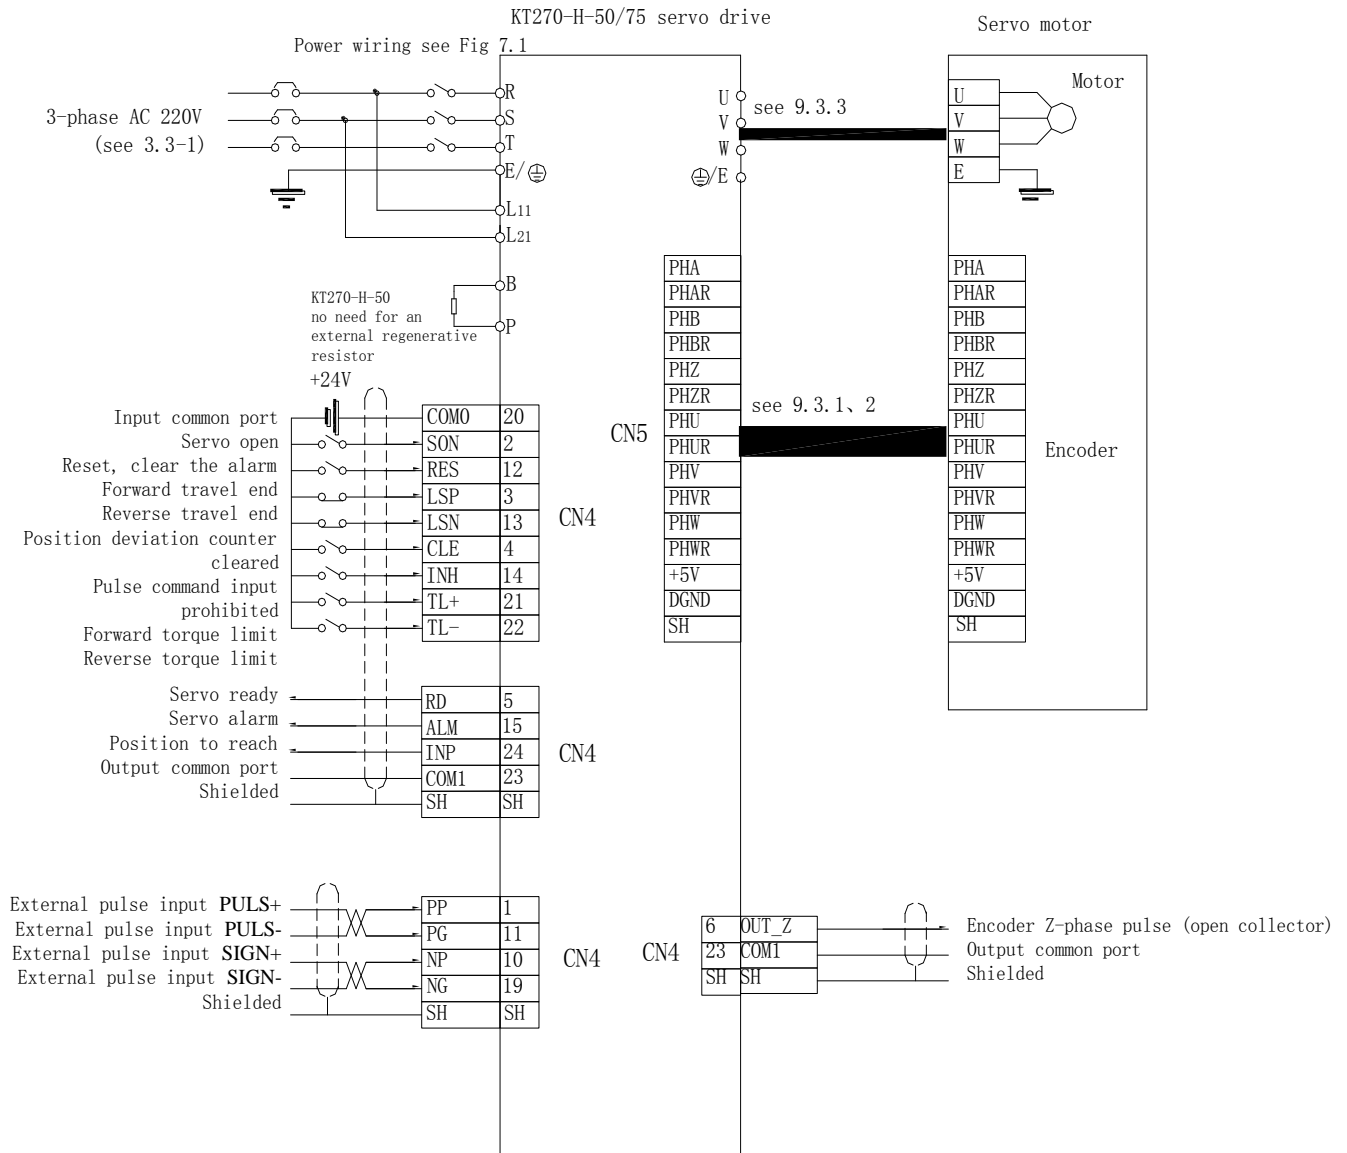 KT270-H-50/75 servo drive
Servo motor
Power wiring see Fig 7.1
3-phase AC 220V
(see 3.3-1)
R
S
T
E/
L11
L21
B
P
KT270-H-50
no need for an
external regenerative
resistor
+24V
U
V
W
/E
see 9.3.3
U
V
W
E
Motor
Input common port
Servo open
Reset, clear the alarm
Forward travel end
Reverse travel end
Position deviation counter
cleared
Pulse command input
prohibited
Forward torque limit
Reverse torque limit
COM0 20
SON 2
RES 12
LSP 3
LSN 13
CLE 4
INH 14
TL+ 21
TL- 22
CN4
Servo ready
Servo alarm
Position to reach
Output common port
Shielded
RD 5
ALM 15
INP 24
COM1 23
SH SH
CN4
External pulse input PULS+
External pulse input PULS-
External pulse input SIGN+
External pulse input SIGN-
Shielded
PP 1
PG 11
NP 10
NG 19
SH SH
CN4
CN5
PHA
PHAR
PHB
PHBR
PHZ
PHZR
PHU
PHUR
PHV
PHVR
PHW
PHWR
+5V
DGND
SH
see 9.3.1、2
PHA
PHAR
PHB
PHBR
PHZ
PHZR
PHU
PHUR
PHV
PHVR
PHW
PHWR
+5V
DGND
SH
Encoder
CN4
6 OUT_Z
23 COM1
SH SH
Encoder Z-phase pulse (open collector)
Output common port
Shielded